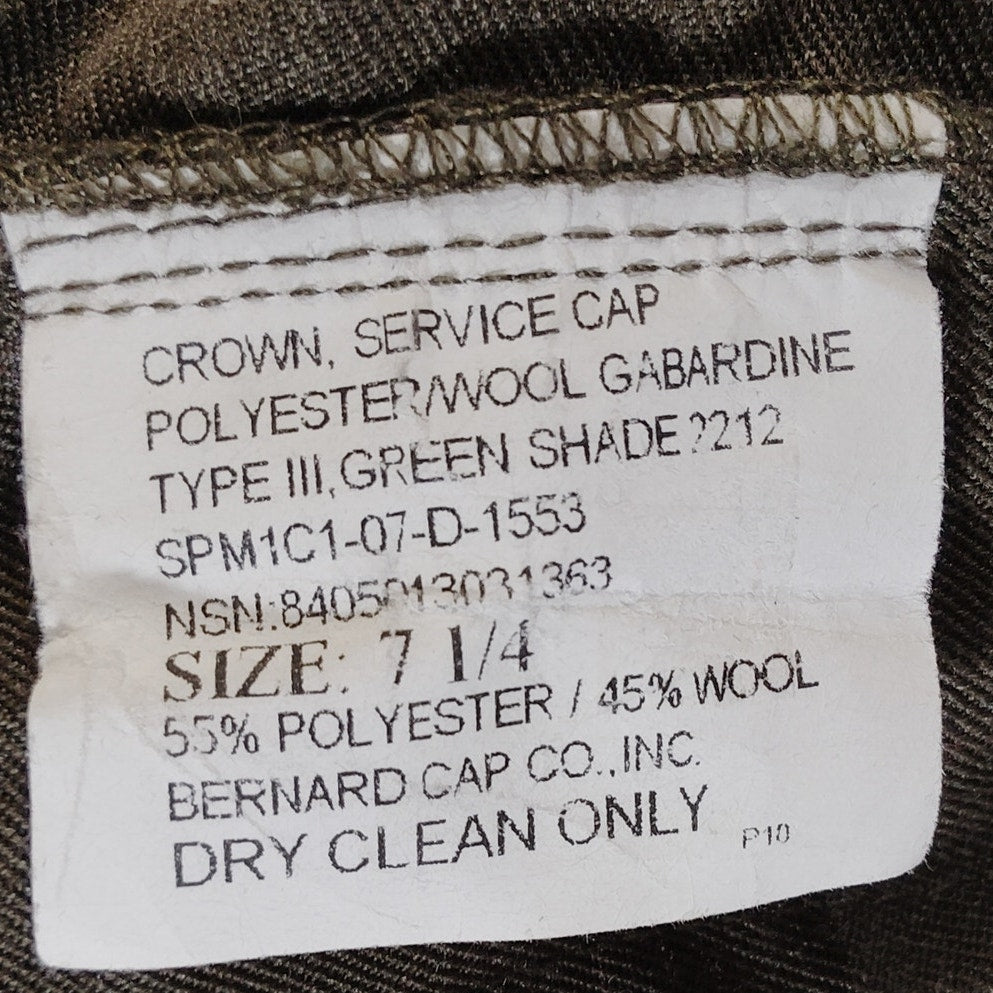 CROWN, SERVICE CAP
POLYESTER/WOOL GABARDINE
TYPE III, GREEN SHADE 2212
SPM1C1-07-D-1553
NSN:8405013031363
SIZE: 7 1/4
55% POLYESTER / 45% WOOL
BERNARD CAP CO., INC.
DRY CLEAN ONLY
P10